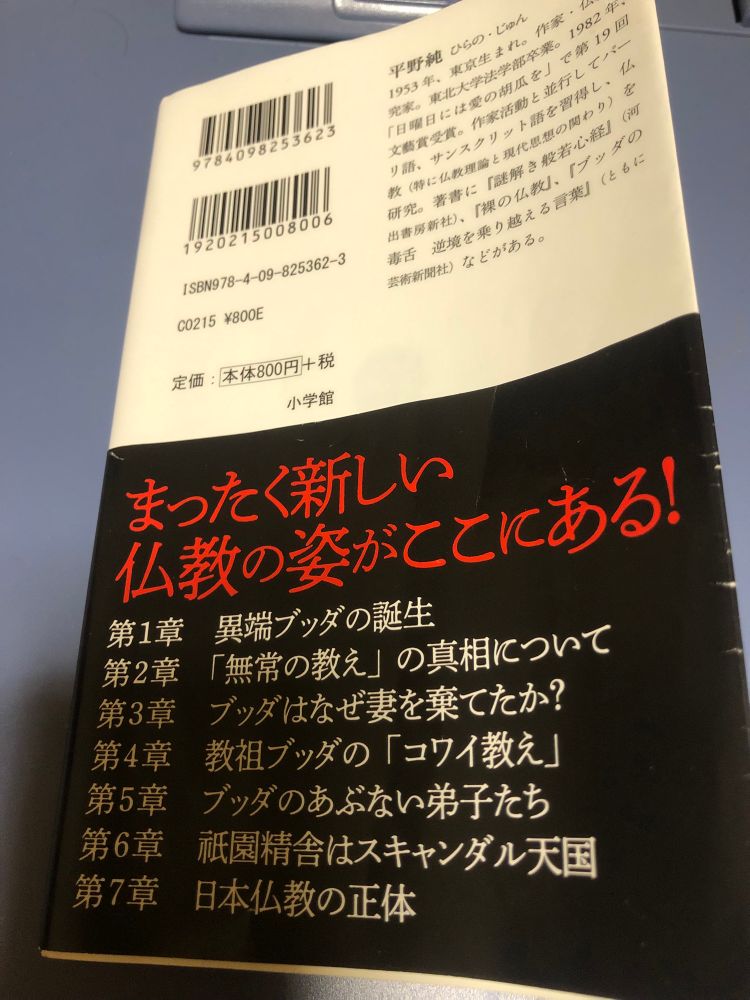 平野純 ひらの・じゅん
1953年、東京生まれ。作家・仏
究家。東北大学法学部卒業。1982年、
「日曜日には愛の胡瓜を」で第19回
文藝賞受賞。作家活動と並行してパー
リ語、サンスクリット語を習得し、仏
教(特に仏教理論と現代思想の関わり)を
研究。著書に『謎解き般若心経』(河
出書房新社)、『裸の仏教』、『ブッダの
毒舌 逆境を乗り越える言葉』(ともに
芸術新聞社)などがある。
9784098253623
1920215008006
ISBN978-4-09-825362-3
C0215 ¥800E
定価:本体800円+税
小学館
まったく新しい
仏教の姿がここにある!
第1章 異端ブッダの誕生
第2章 「無常の教え」の真相について
第3章 ブッダはなぜ妻を棄てたか?
第4章 教祖ブッダの「コワイ教え」
第5章 ブッダのあぶない弟子たち
第6章 祇園精舎はスキャンダル天国
第7章 日本仏教の正体